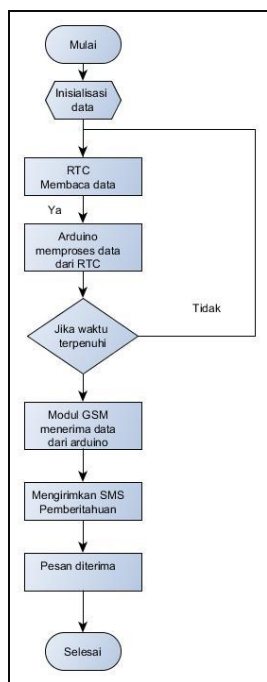 Mulai
Inisialisasi
data
RTC
Membaca data
Ya
Arduino
memproses data
dari RTC
Jika waktu
terpenuhi
Tidak
Modul GSM
menerima data
dari arduino
Mengirimkan SMS
Pemberitahuan
Pesan diterima
Selesai